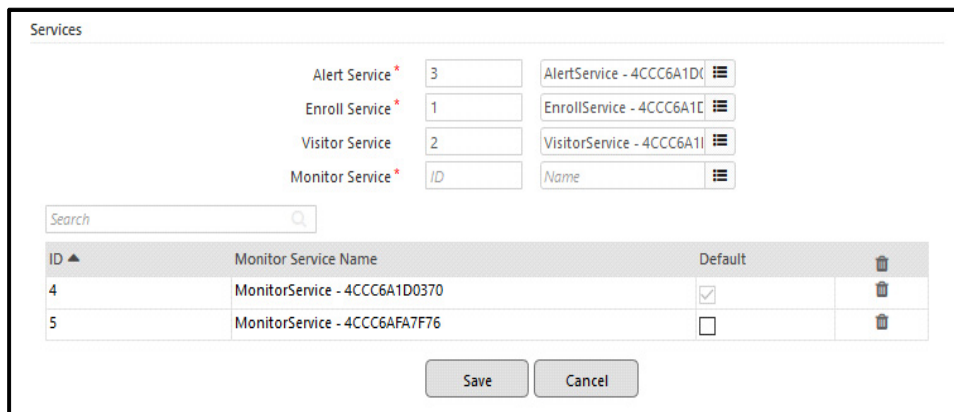 Services
Alert Service * 3 AlertService - 4CCC6A1D(
Enroll Service * 1 EnrollService - 4CCC6A1D
Visitor Service 2 VisitorService - 4CCC6A1I
Monitor Service * ID Name
Search
ID Monitor Service Name Default
4 MonitorService - 4CCC6A1D0370
5 MonitorService - 4CCC6AFA7F76
Save Cancel